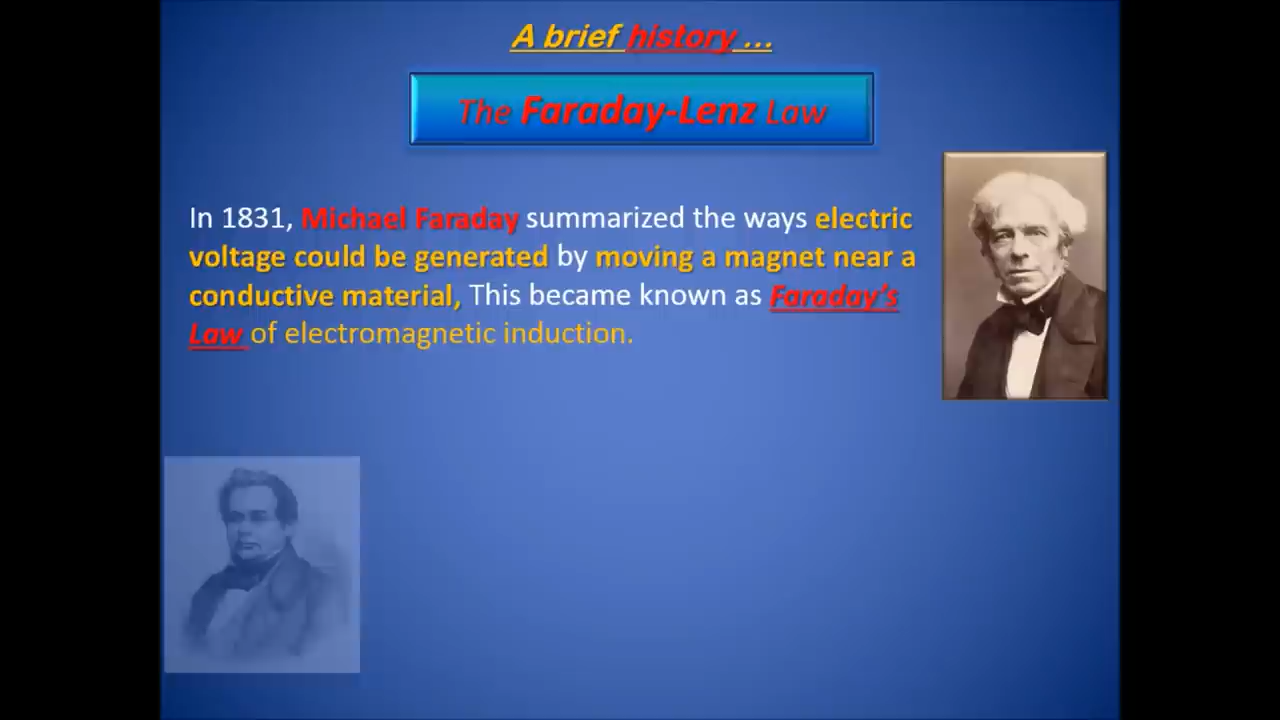 A brief history ...
The Faraday-Lenz Law
In 1831, Michael Faraday summarized the ways electric
voltage could be generated by moving a magnet near a
conductive material, This became known as Faraday's
Law of electromagnetic induction.